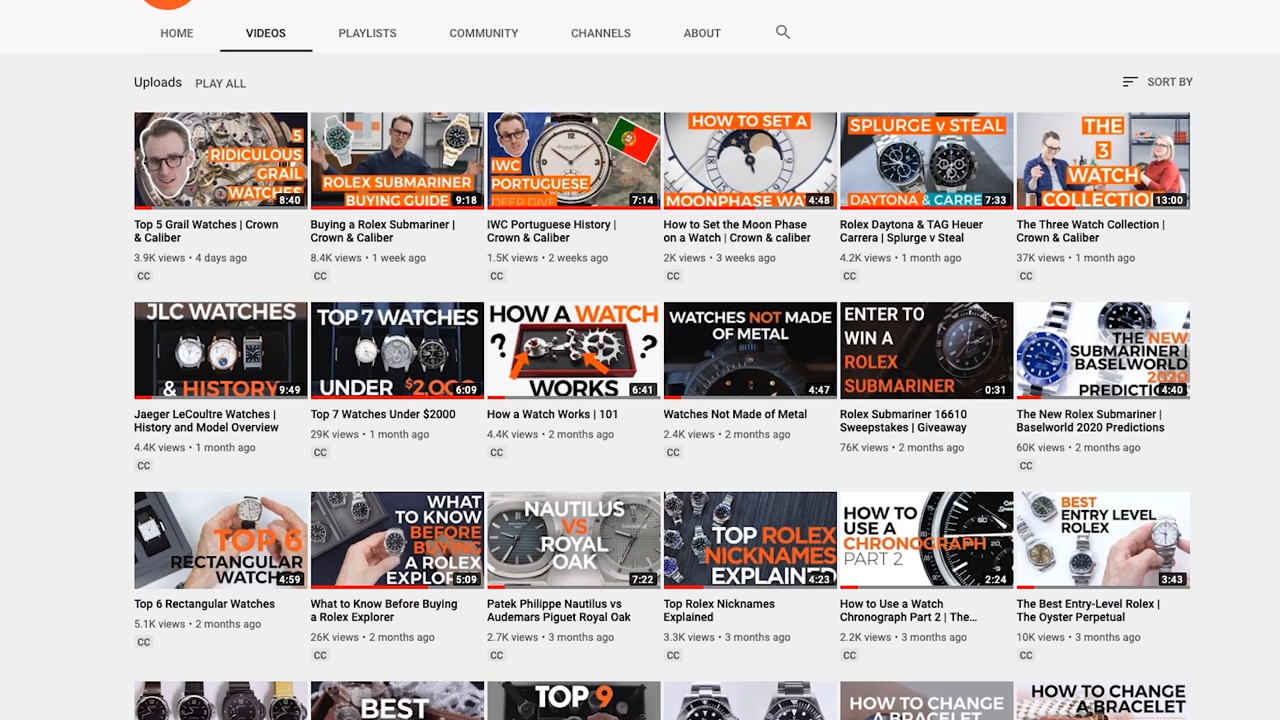 HOME
VIDEOS
PLAYLISTS
COMMUNITY
CHANNELS
ABOUT
Uploads
PLAY ALL
SORT BY
5
RIDICULOUS
GRAIL
WATCHES
8:40
ROLEX SUBMARINER
BUYING GUIDE
9:18
IWC
PORTUGUESE
DEEP DIVE
7:14
HOW TO SET A
MOONPHASE WA
4:48
SPLURGE v STEAL
DAYTONA & CARRE
7:33
THE
3
WATCH
COLLECTIO
13:00
Top 5 Grail Watches | Crown
& Caliber
3.9K views • 4 days ago
CC
Buying a Rolex Submariner |
Crown & Caliber
8.4K views • 1 week ago
CC
IWC Portuguese History |
Crown & Caliber
1.5K views • 2 weeks ago
CC
How to Set the Moon Phase
on a Watch | Crown & caliber
2K views • 3 weeks ago
CC
Rolex Daytona & TAG Heuer
Carrera | Splurge v Steal
4.2K views • 1 month ago
CC
The Three Watch Collection |
Crown & Caliber
37K views • 1 month ago
CC
JLC WATCHES
& HISTORY
9:49
TOP 7 WATCHES
UNDER $2,00
6:09
HOW A WATCH
? ?
WORKS
6:41
WATCHES NOT MADE
OF METAL
4:47
ENTER TO
WIN A
ROLEX
SUBMARINER
0:31
THE NEW
SUBMARINER |
BASELWORLD
2020
PREDICTIO
4:40
Jaeger LeCoultre Watches |
History and Model Overview
4.4K views • 1 month ago
CC
Top 7 Watches Under $2000
29K views • 1 month ago
CC
How a Watch Works | 101
4.4K views • 2 months ago
CC
Watches Not Made of Metal
2.4K views • 2 months ago
CC
Rolex Submariner 16610
Sweepstakes | Giveaway
76K views • 2 months ago
The New Rolex Submariner |
Baselworld 2020 Predictions
60K views • 2 months ago
CC
TOP 6
RECTANGULAR
WATCH
4:59
WHAT
TO KNOW
BEFORE
BUYING
A ROLEX
EXPLOR
5:09
NAUTILUS
VS
ROYAL
OAK
7:22
TOP ROLEX
NICKNAMES
EXPLAINED
4:23
HOW TO
USE A
CHRONOGRAPH
PART 2
2:24
BEST
ENTRY LEVEL
ROLEX
3:43
Top 6 Rectangular Watches
5.1K views • 2 months ago
CC
What to Know Before Buying
a Rolex Explorer
26K views • 2 months ago
CC
Patek Philippe Nautilus vs
Audemars Piguet Royal Oak
2.7K views • 3 months ago
CC
Top Rolex Nicknames
Explained
3.3K views • 3 months ago
CC
How to Use a Watch
Chronograph Part 2 | The...
2.2K views • 3 months ago
CC
The Best Entry-Level Rolex |
The Oyster Perpetual
10K views • 3 months ago
CC
BEST
TOP 9
HOW TO CHANGE
A BRACELET
HOW TO CHANGE
A BRACELET